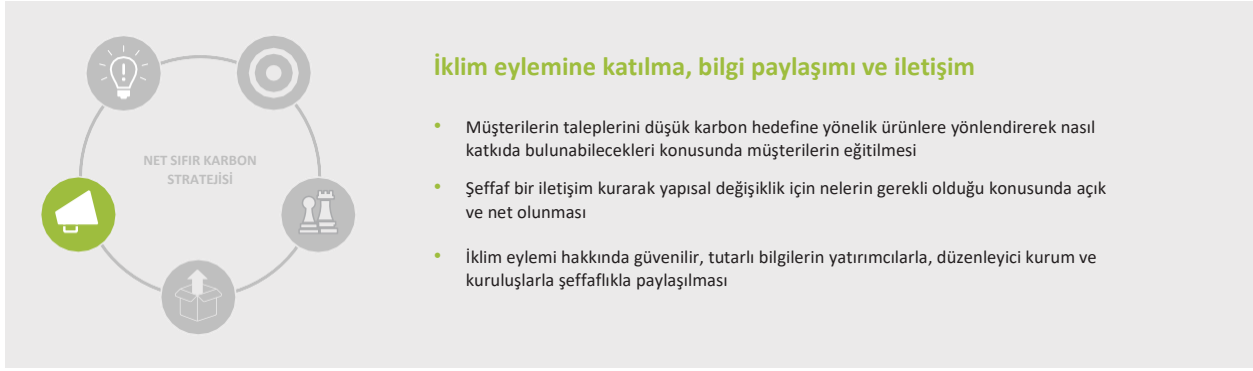 İklim eylemine katılma, bilgi paylaşımı ve iletişim
NET SIFIR KARBON
STRATEJİSİ
• Müşterilerin taleplerini düşük karbon hedefine yönelik ürünlere yönlendirerek nasıl
katkıda bulunabilecekleri konusunda müşterilerin eğitilmesi
• Şeffaf bir iletişim kurarak yapısal değişiklik için nelerin gerekli olduğu konusunda açık
ve net olunması
• İklim eylemi hakkında güvenilir, tutarlı bilgilerin yatırımcılarla, düzenleyici kurum ve
kuruluşlarla şeffaflıkla paylaşılması